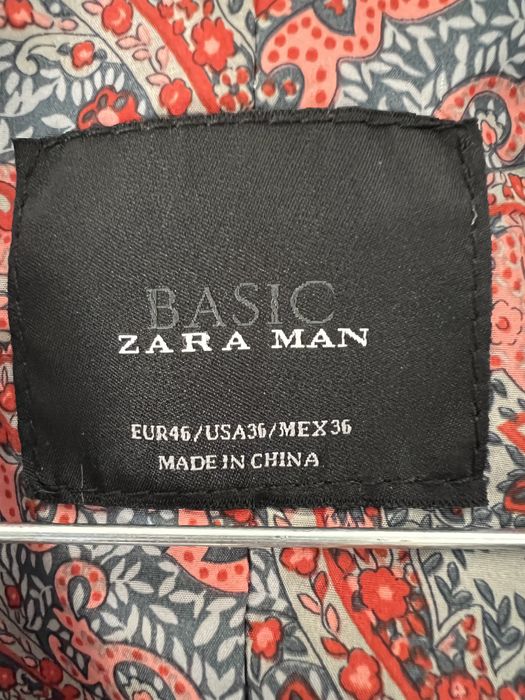 BASIC
ZARA MAN
EUR46/USA36/MEX36
MADE IN CHINA